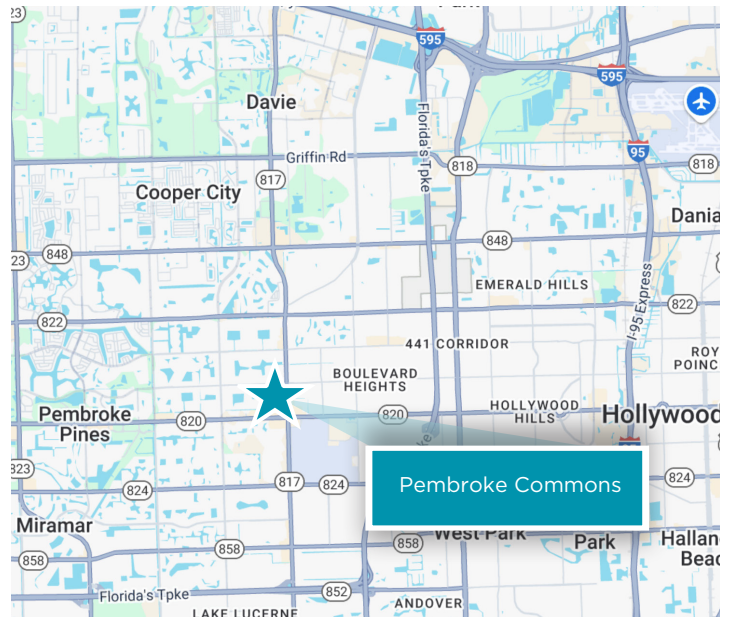 23
595
595
Davie
Florida's Tpke
Griffin Rd
818
95
818
817
Cooper City
Dania
848
848
23
EMERALD HILLS
I-95 Express
822
822
441 CORRIDOR
ROY
POINC
BOULEVARD
HEIGHTS
HOLLYWOOD
HILLS
Hollywood
Pembroke
Pines
820
820
Pembroke Commons
823
824
817
824
824
Miramar
West Park
Park
Hallan
Beac
858
858
858
Florida's Tpke
852
ANDOVER
LAKE LUCERNE